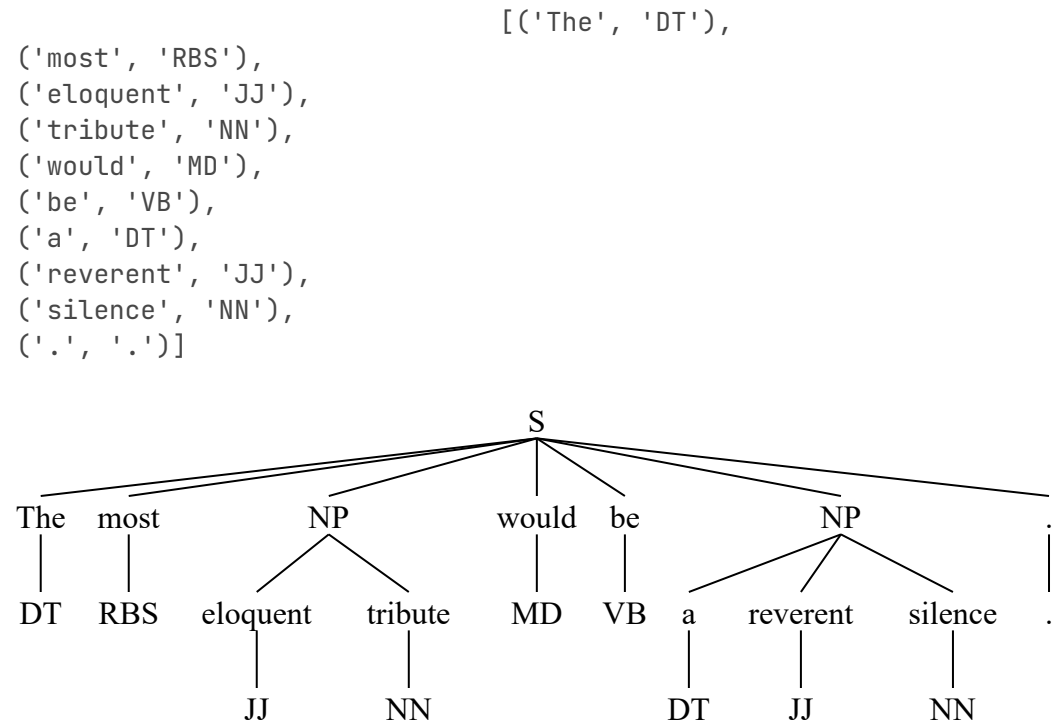 [('The', 'DT'),
('most', 'RBS'),
('eloquent', 'JJ'),
('tribute', 'NN'),
('would', 'MD'),
('be', 'VB'),
('a', 'DT'),
('reverent', 'JJ'),
('silence', 'NN'),
('.', '.')]
S
The most NP would be NP .
DT RBS eloquent tribute MD VB a reverent silence .
JJ NN DT JJ NN